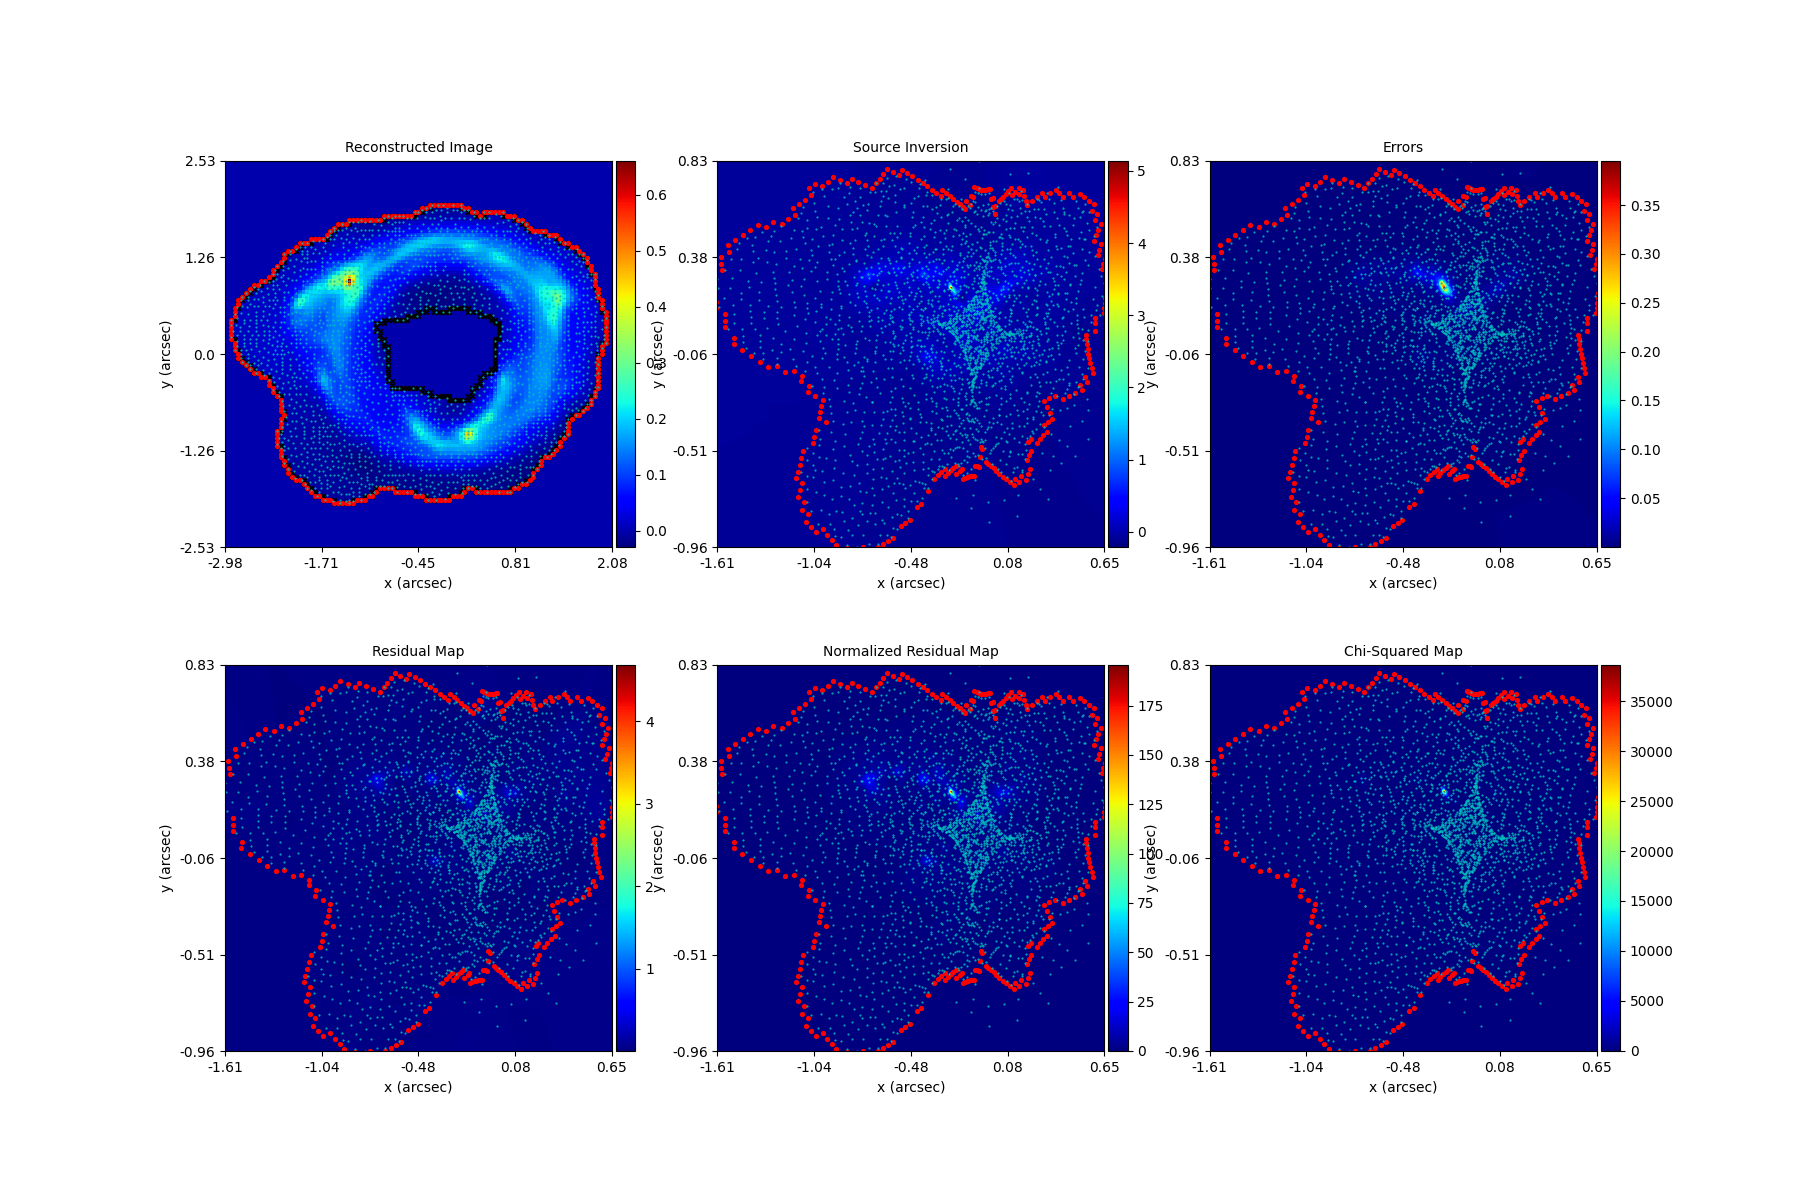 Reconstructed Image
2.53
1.26
0.0
-1.26
-2.53
-2.98 -1.71 -0.45 0.81 2.08
x (arcsec)
y (arcsec)
0.6
0.5
0.4
0.3
0.2
0.1
0.0
Source Inversion
0.83
0.38
-0.06
-0.51
-0.96
-1.61 -1.04 -0.48 0.08 0.65
x (arcsec)
y (arcsec)
5
4
3
2
1
0
Errors
0.83
0.38
-0.06
-0.51
-0.96
-1.61 -1.04 -0.48 0.08 0.65
x (arcsec)
y (arcsec)
0.35
0.30
0.25
0.20
0.15
0.10
0.05
Residual Map
0.83
0.38
-0.06
-0.51
-0.96
-1.61 -1.04 -0.48 0.08 0.65
x (arcsec)
y (arcsec)
4
3
2
1
Normalized Residual Map
0.83
0.38
-0.06
-0.51
-0.96
-1.61 -1.04 -0.48 0.08 0.65
x (arcsec)
y (arcsec)
175
150
125
100
75
50
25
0
Chi-Squared Map
0.83
0.38
-0.06
-0.51
-0.96
-1.61 -1.04 -0.48 0.08 0.65
x (arcsec)
y (arcsec)
35000
30000
25000
20000
15000
10000
5000
0